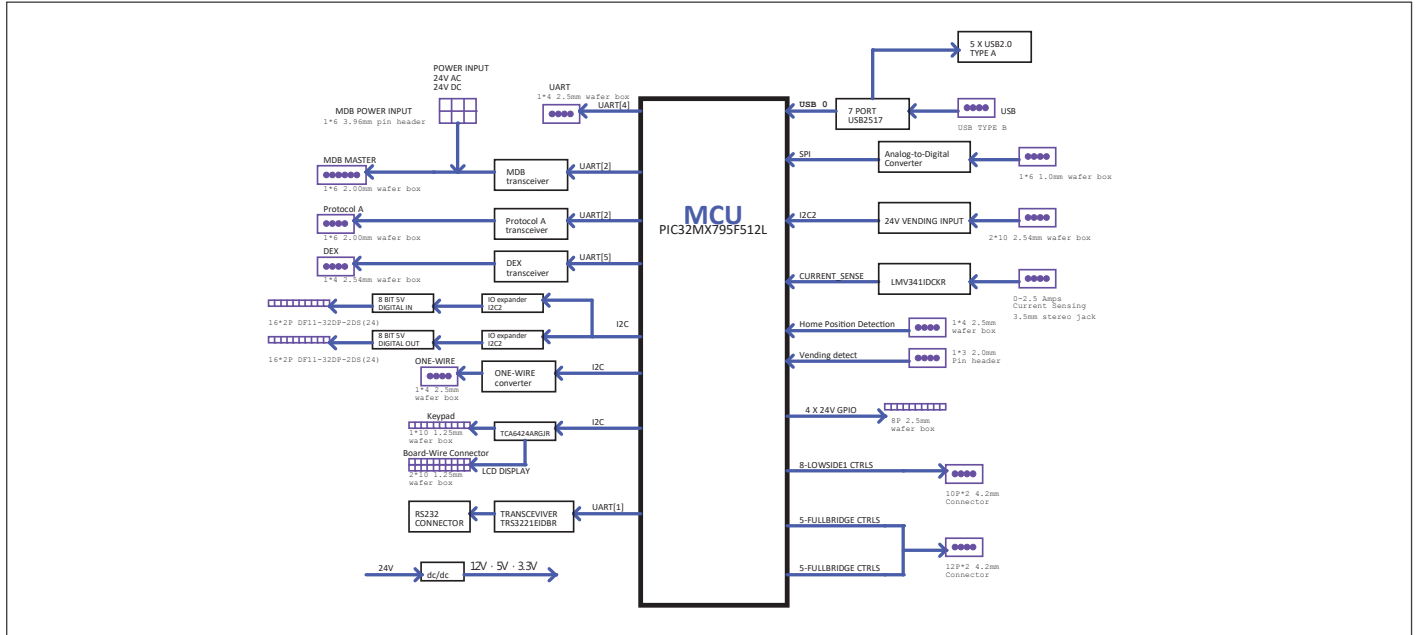 POWER INPUT
24V AC
24V DC
MDB POWER INPUT
1*6 3.96mm pin header
UART
1*4 2.5mm wafer box
UART[4]
MDB MASTER
1*6 2.00mm wafer box
MDB
transceiver
UART[2]
Protocol A
1*6 2.00mm wafer box
Protocol A
transceiver
UART[2]
DEX
1*4 2.54mm wafer box
DEX
transceiver
UART[5]
16*2P DF11-32DP-2DS(24)
8 BIT 5V
DIGITAL IN
IO expander
I2C2
I2C
16*2P DF11-32DP-2DS(24)
8 BIT 5V
DIGITAL OUT
IO expander
I2C2
ONE-WIRE
1*4 2.5mm
wafer box
ONE-WIRE
converter
I2C
Keypad
1*10 1.25mm
wafer box
TCA6424ARGJR
I2C
Board-Wire Connector
2*10 1.25mm
wafer box
LCD DISPLAY
RS232
CONNECTOR
TRANSCEVIVER
TRS3221EIDBR
UART[1]
24V
dc/dc
12V · 5V · 3.3V
MCU
PIC32MX795F512L
5 X USB2.0
TYPE A
USB 0
7 PORT
USB2517
USB
USB TYPE B
SPI
Analog-to-Digital
Converter
1*6 1.0mm wafer box
I2C2
24V VENDING INPUT
2*10 2.54mm wafer box
CURRENT_SENSE
LMV341IDCKR
0-2.5 Amps
Current Sensing
3.5mm stereo jack
Home Position Detection
1*4 2.5mm
wafer box
Vending detect
1*3 2.0mm
Pin header
4 X 24V GPIO
8P 2.5mm
wafer box
8-LOWSIDE1 CTRLS
10P*2 4.2mm
Connector
5-FULLBRIDGE CTRLS
5-FULLBRIDGE CTRLS
12P*2 4.2mm
Connector